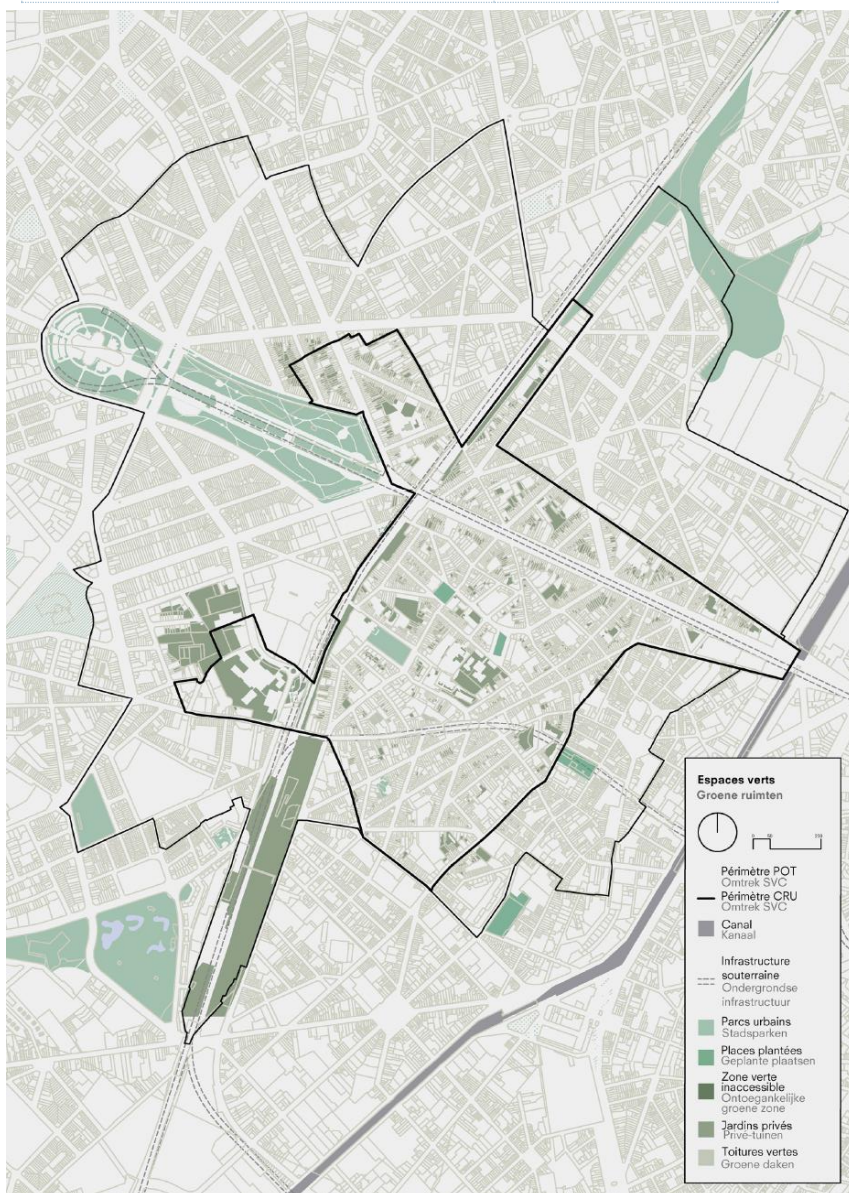 Espaces verts
Groene ruimten
Périmètre POT
Omtrek SVC
Périmètre CRU
Omtrek SVC
Canal
Kanaal
Infrastructure
souterraine
Ondergrondse
infrastructuur
Parcs urbains
Stadsparken
Places plantées
Geplante plaatsen
Zone verte
inaccessible
Ontoegankelijke
groene zone
Jardins privés
Privé-tuinen
Toitures vertes
Groene daken